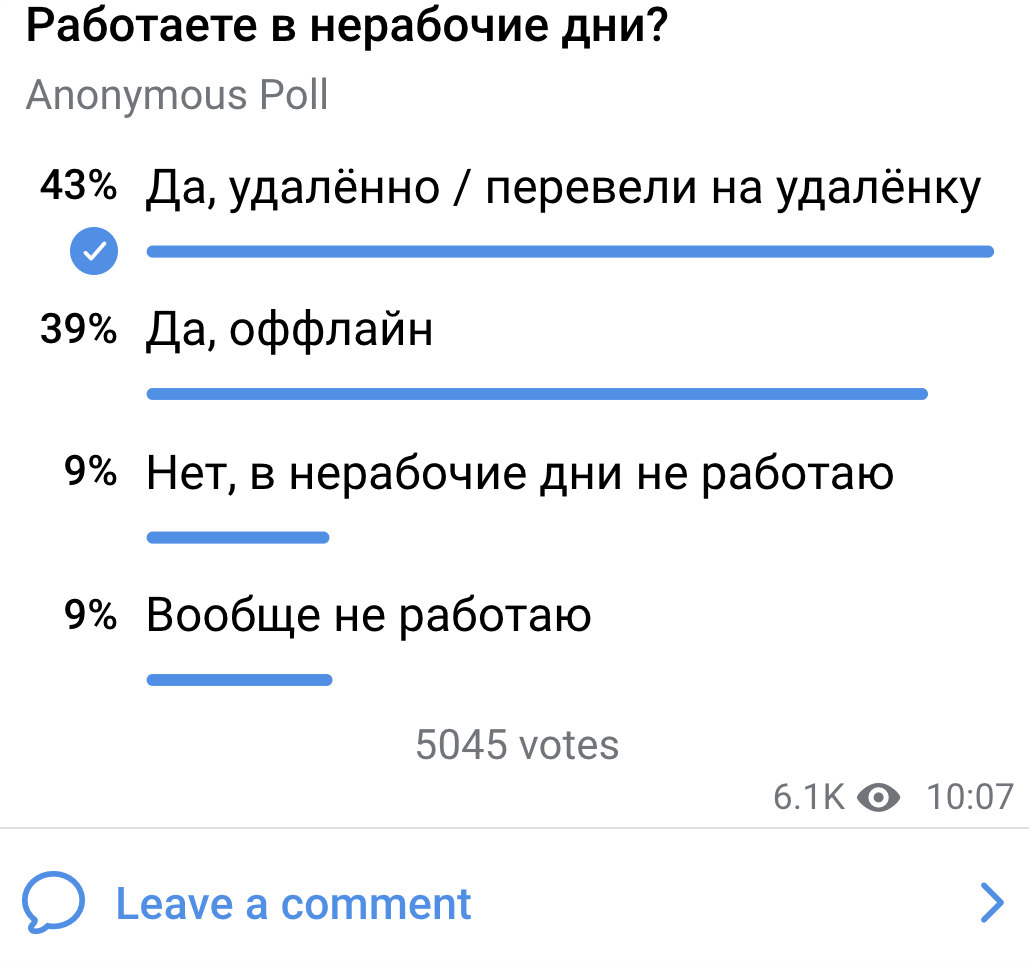 Работаете в нерабочие дни?
Anonymous Poll
43% Да, удалённо / перевели на удалёнку
39% Да, оффлайн
9% Нет, в нерабочие дни не работаю
9% Вообще не работаю
5045 votes
6.1K 10:07
Leave a comment